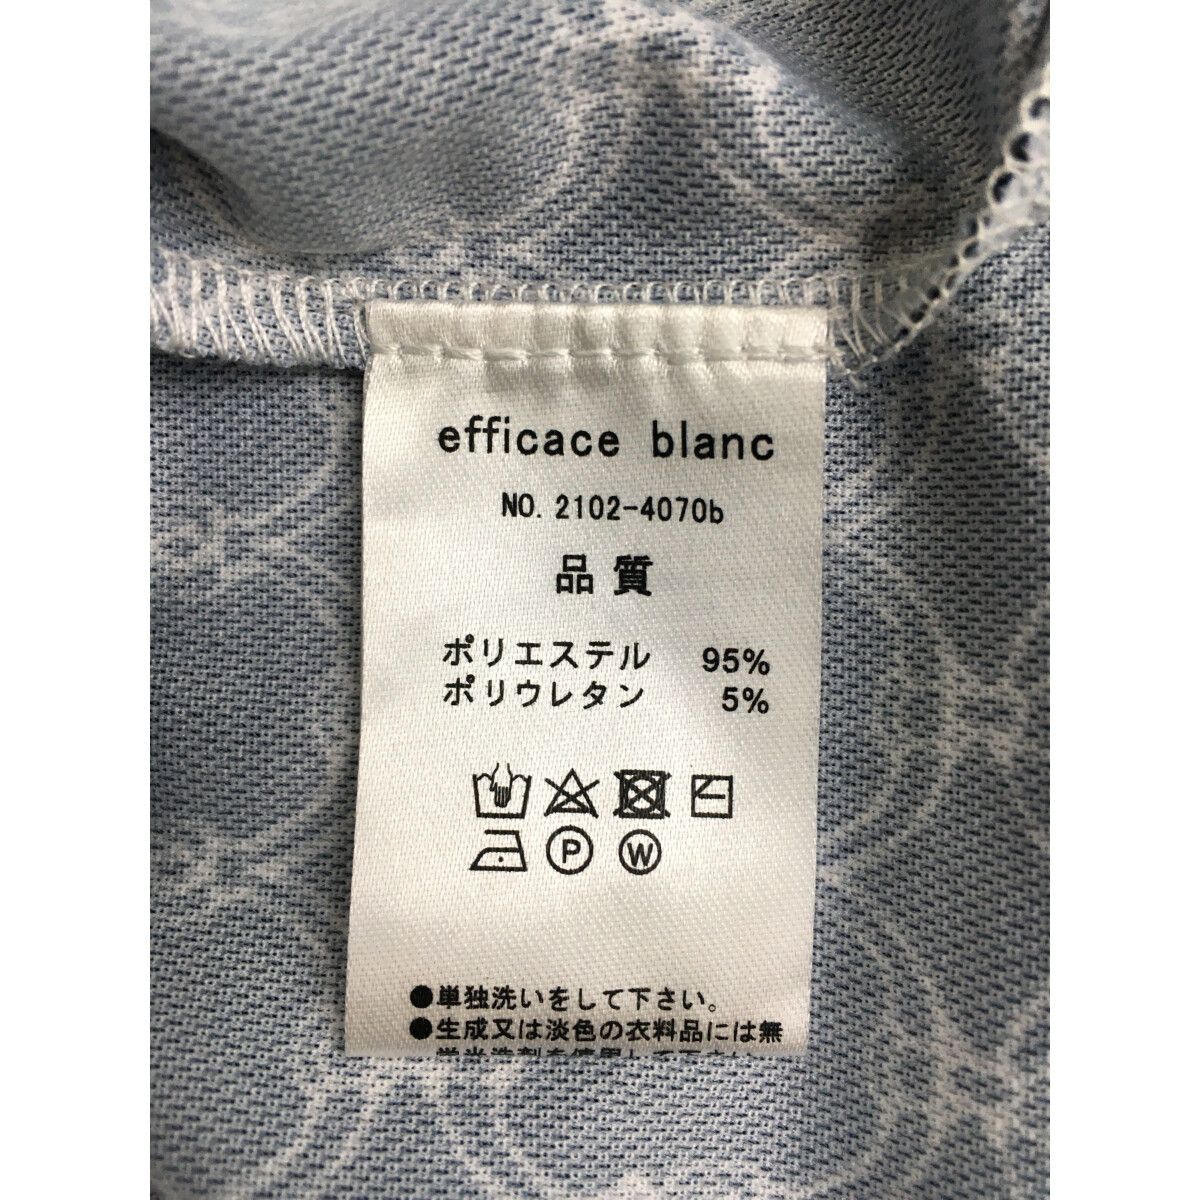 efficace blanc
NO. 2102-4070b
品質
ポリエステル 95%
ポリウレタン 5%
P W
●単独洗いをして下さい。
●生成又は淡色の衣料品には無